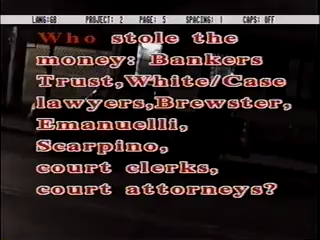 LANG:GB PROJECT: 2 PAGE: 5 SPACING: 1 CAPS: OFF
Who stole the
money: Bankers
Trust,White/Case
lawyers,Brewster,
Emanuelli,
Scarpino,
court clerks,
court attorneys?